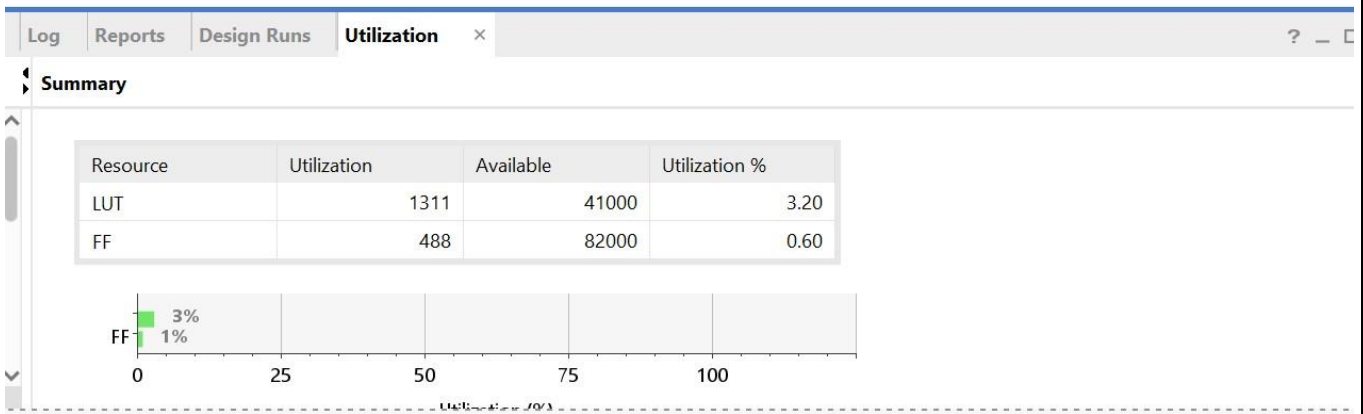 Log Reports Design Runs Utilization × ? _
Summary
Resource Utilization Available Utilization %
LUT 1311 41000 3.20
FF 488 82000 0.60
3%
FF 1%
0 25 50 75 100
Utilization (%)